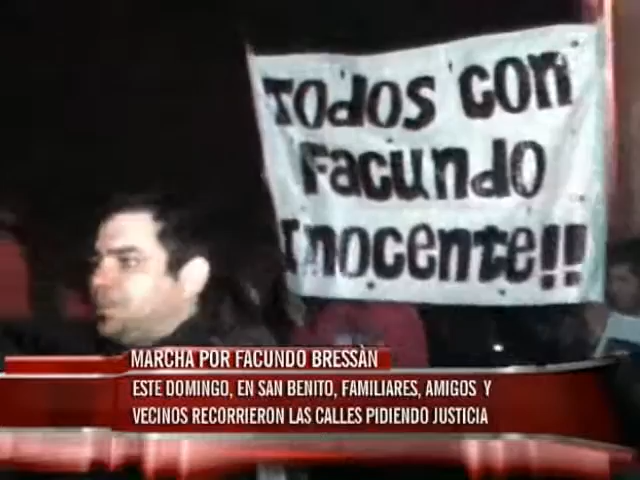 TODOS CON
FACUNDO
INOCENTE!!
MARCHA POR FACUNDO BRESSÀN
ESTE DOMINGO, EN SAN BENITO, FAMILIARES, AMIGOS Y
VECINOS RECORRIERON LAS CALLES PIDIENDO JUSTICIA